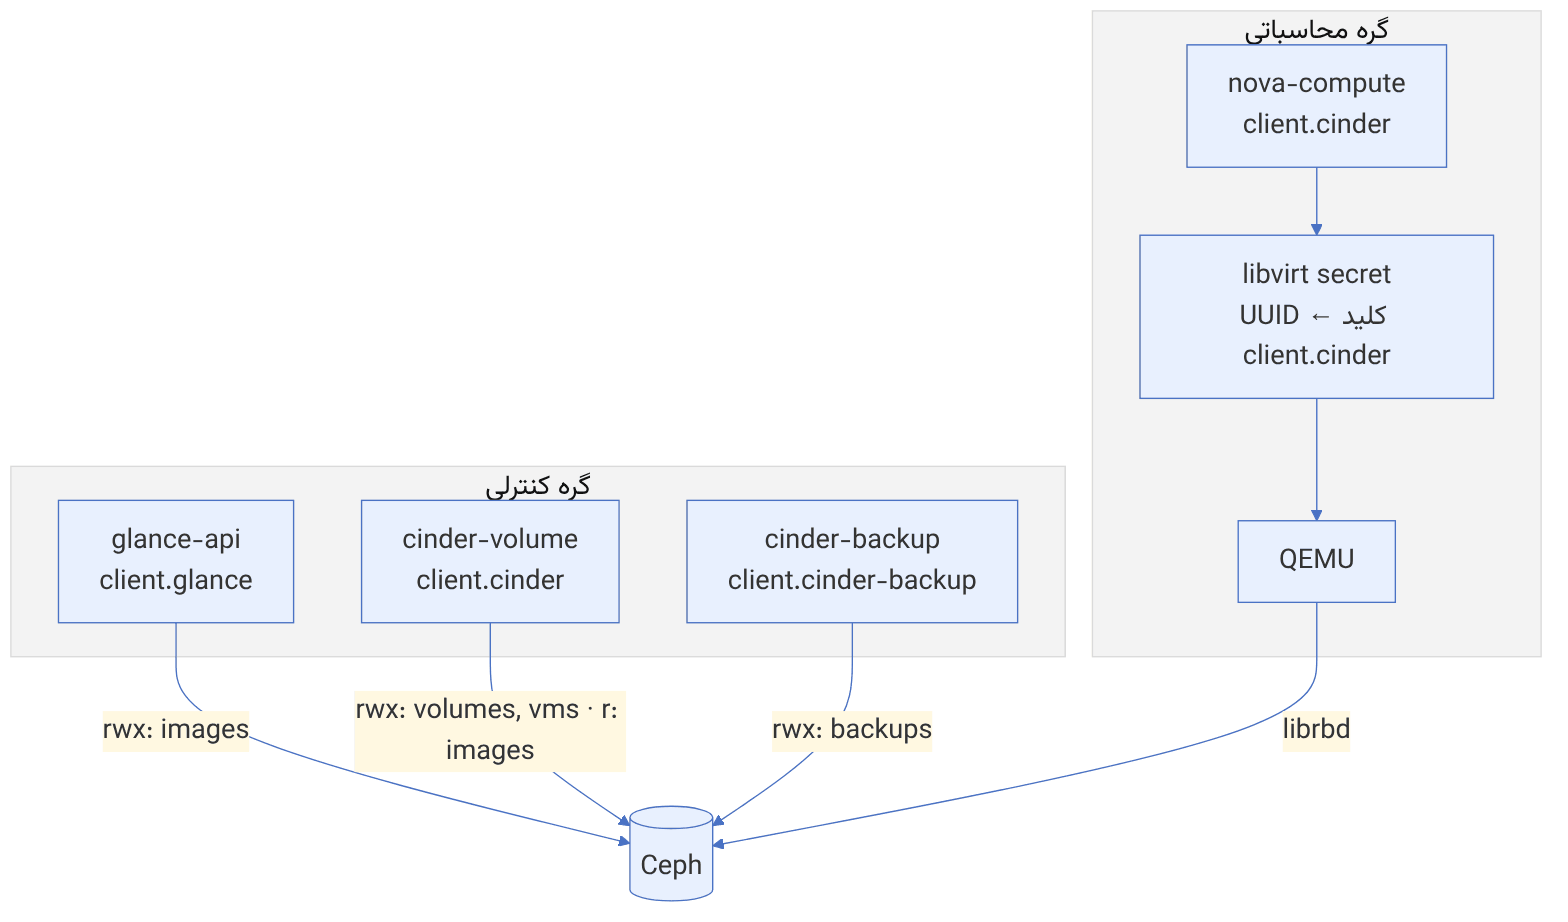 گره محاسباتی
nova-compute
client.cinder
libvirt secret
UUID ← کلید
client.cinder
QEMU
گره کنترلی
glance-api
client.glance
cinder-volume
client.cinder
cinder-backup
client.cinder-backup
rwx: images
rwx: volumes, vms · r:
images
rwx: backups
librbd
Ceph